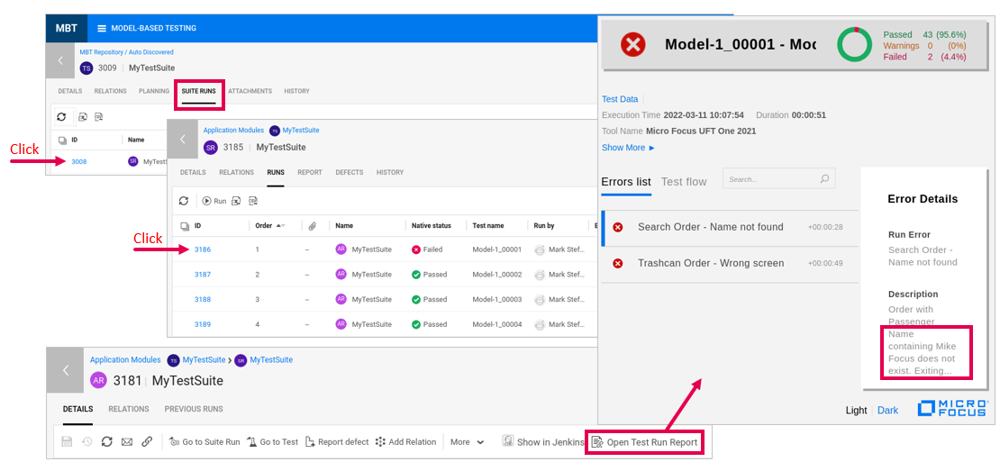 MBT
MODEL-BASED TESTING
MBT Repository / Auto Discovered
TS 3009 MyTestSuite
DETAILS RELATIONS PLANNING SUITE RUNS ATTACHMENTS HISTORY
ID Name
Click
3008 SR MyTestS
Application Modules TS MyTestSuite
SR 3185 MyTestSuite
DETAILS RELATIONS RUNS REPORT DEFECTS HISTORY
Run
ID Order Name Native status Test name Run by
Click
3186 1 -- AR MyTestSuite Failed Model-1_00001 Mark Stef...
3187 2 -- AR MyTestSuite Passed Model-1_00002 Mark Stef...
3188 3 -- AR MyTestSuite Passed Model-1_00003 Mark Stef...
3189 4 -- AR MyTestSuite Passed Model-1_00004 Mark Stef...
Application Modules TS MyTestSuite › SR MyTestSuite
AR 3181 MyTestSuite
DETAILS RELATIONS PREVIOUS RUNS
Go to Suite Run Go to Test Report defect Add Relation More Show in Jenkins Open Test Run Report
Model-1_00001 - Mod
Passed 43 (95.6%)
Warnings 0 (0%)
Failed 2 (4.4%)
Test Data
Execution Time 2022-03-11 10:07:54 Duration 00:00:51
Tool Name Micro Focus UFT One 2021
Show More ►
Errors list Test flow Search...
Search Order - Name not found +00:00:28
Trashcan Order - Wrong screen +00:00:49
Error Details
Run Error
Search Order -
Name not found
Description
Order with
Passenger
Name
containing Mike
Focus does not
exist. Exiting...
Light Dark
MICRO
FOCUS